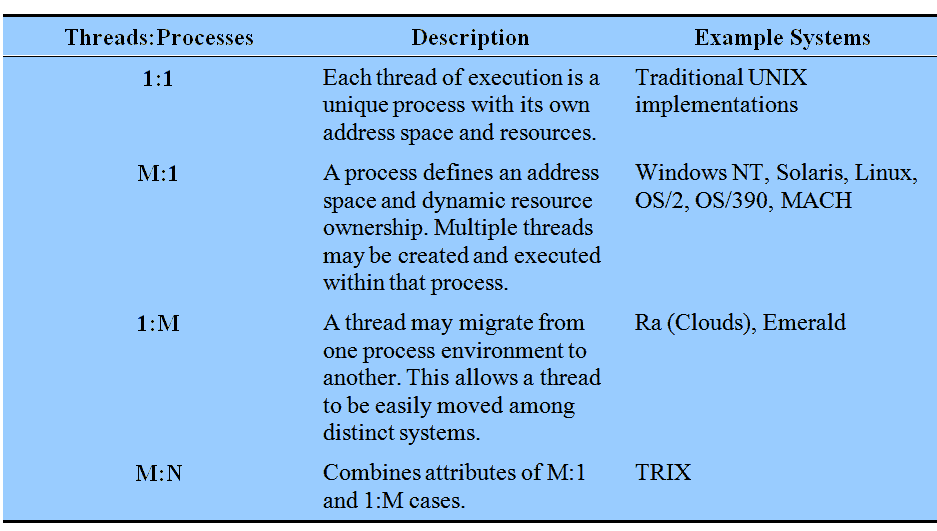 Threads:Processes Description Example Systems
1:1 Each thread of execution is a Traditional UNIX
unique process with its own implementations
address space and resources.
M:1 A process defines an address Windows NT, Solaris, Linux,
space and dynamic resource OS/2, OS/390, MACH
ownership. Multiple threads
may be created and executed
within that process.
1:M A thread may migrate from Ra (Clouds), Emerald
one process environment to
another. This allows a thread
to be easily moved among
distinct systems.
M:N Combines attributes of M:1 TRIX
and 1:M cases.